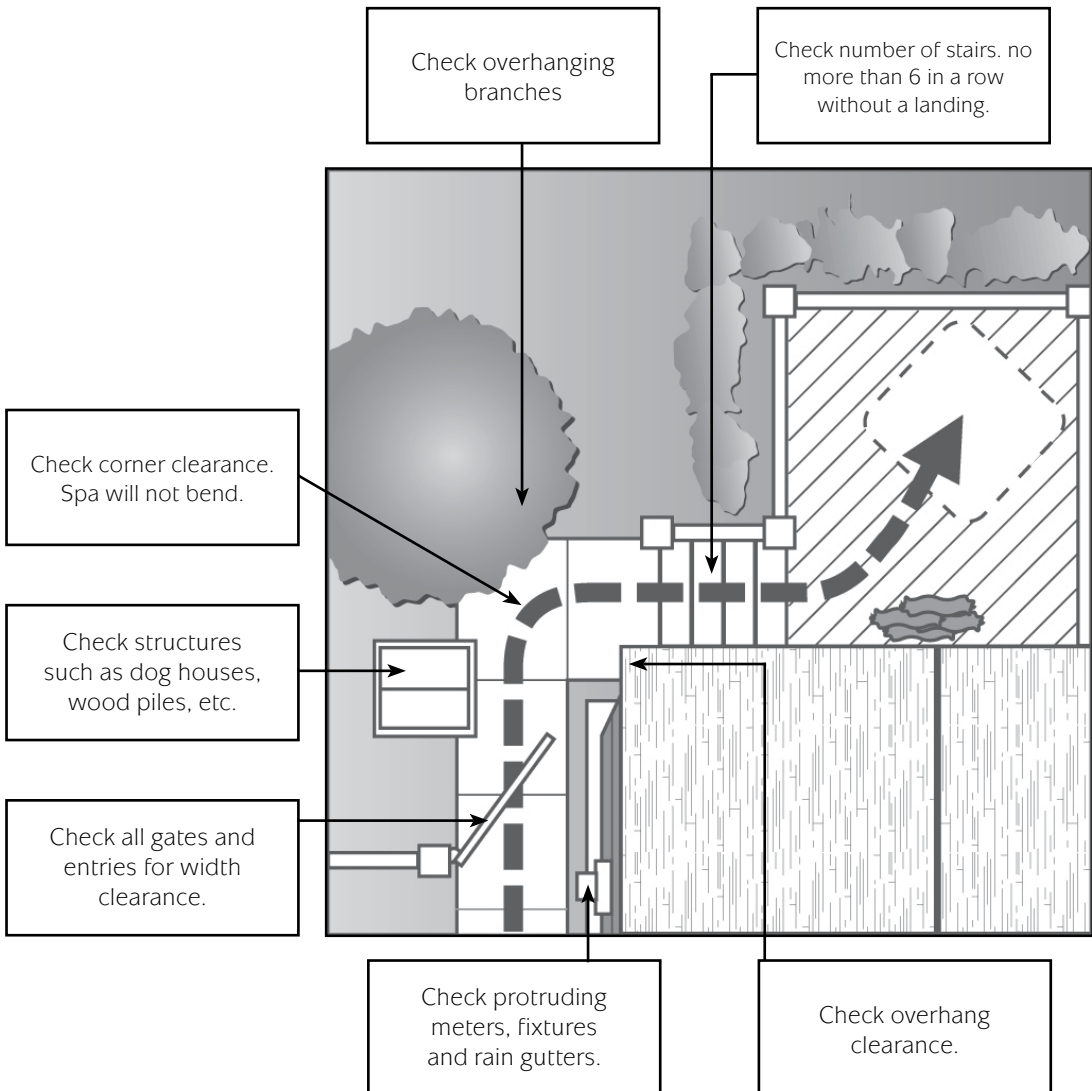 Check overhanging
branches
Check number of stairs. no
more than 6 in a row
without a landing.
Check corner clearance.
Spa will not bend.
Check structures
such as dog houses,
wood piles, etc.
Check all gates and
entries for width
clearance.
Check protruding
meters, fixtures
and rain gutters.
Check overhang
clearance.